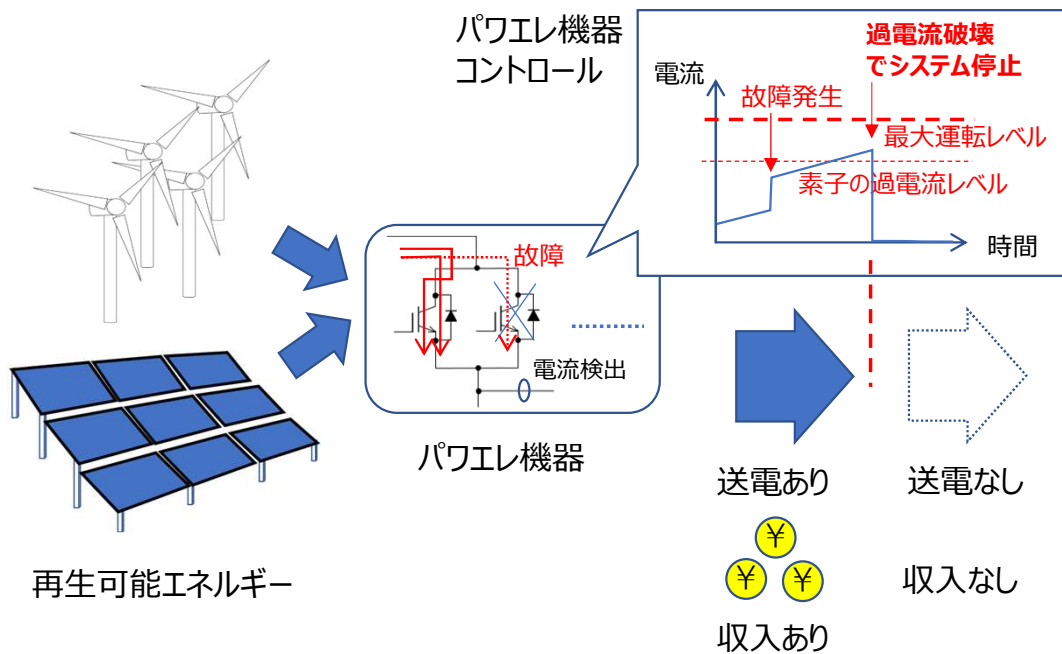 パワエレ機器
コントロール
電流
過電流破壊
でシステム停止
故障発生
最大運転レベル
素子の過電流レベル
時間
故障
電流検出
パワエレ機器
再生可能エネルギー
送電あり
送電なし
¥
¥
¥
収入あり
収入なし